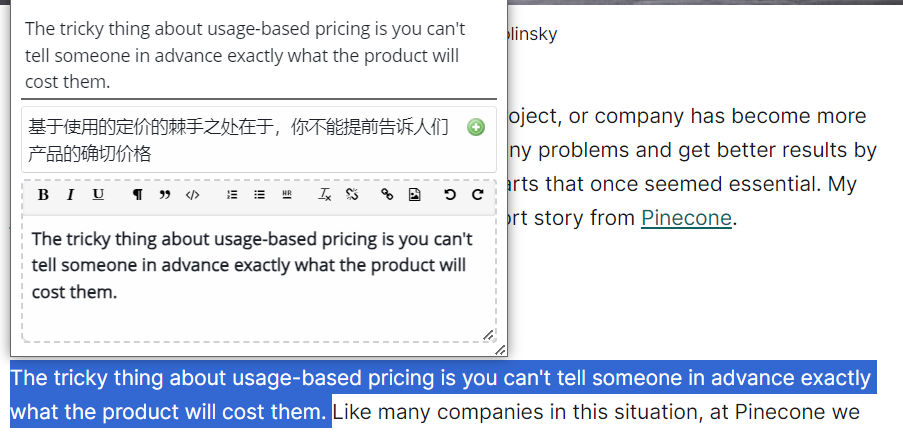 The tricky thing about usage-based pricing is you can't
tell someone in advance exactly what the product will
cost them.
基于使用的定价的棘手之处在于，你不能提前告诉人们
产品的确切价格
B I U ¶ ” </> HR
The tricky thing about usage-based pricing is you can't
tell someone in advance exactly what the product will
cost them.
olinsky
oject, or company has become more
ny problems and get better results by
arts that once seemed essential. My
ort story from Pinecone.
The tricky thing about usage-based pricing is you can't tell someone in advance exactly
what the product will cost them. Like many companies in this situation, at Pinecone we